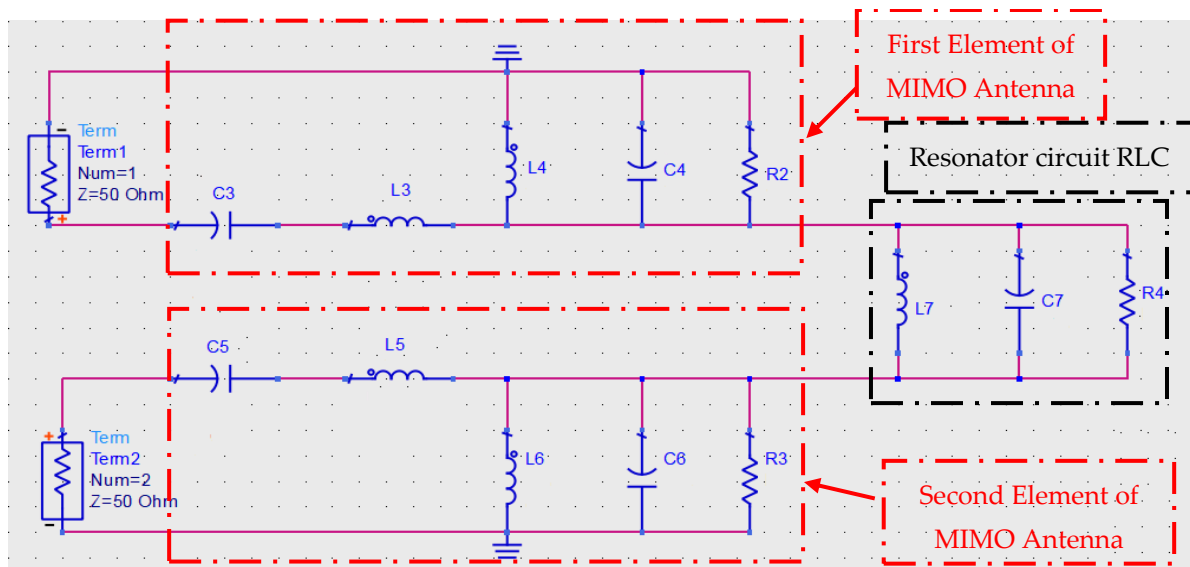 First Element of
MIMO Antenna
Resonator circuit RLC
Term
Term1
Num=1
Z=50 Ohm
C3
L3
L4
C4
R2
L7
C7
R4
C5
L5
Term
Term2
Num=2
Z=50 Ohm
L6
C6
R3
Second Element of
MIMO Antenna